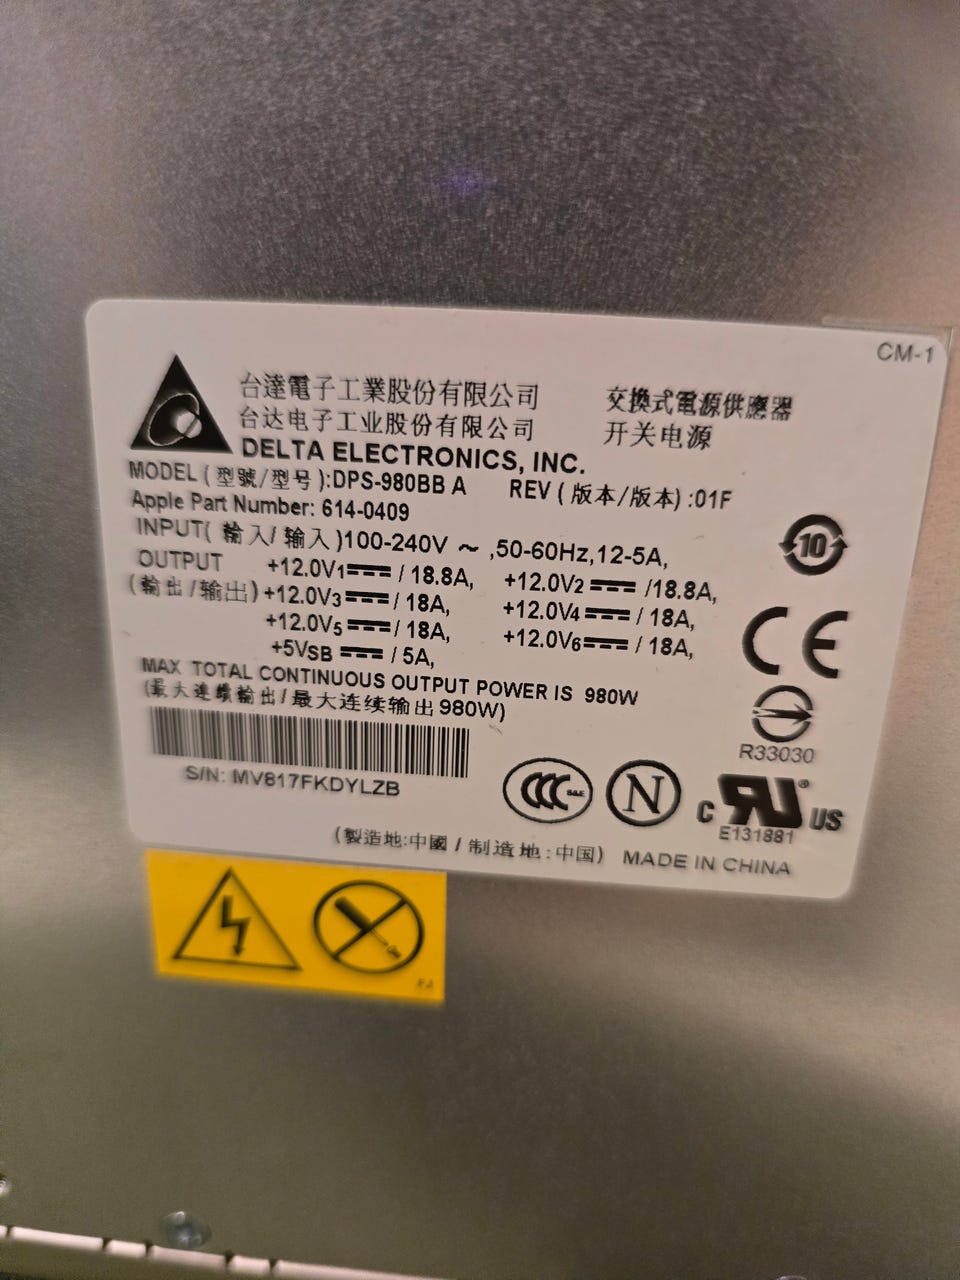 CM-1
台達電子工業股份有限公司
台达电子工业股份有限公司
DELTA ELECTRONICS, INC.
交換式電源供應器
开关电源
MODEL (型號/型号):DPS-980BB A REV (版本/版本) :01F
Apple Part Number: 614-0409
INPUT( 輸入/ 输入 )100-240V ~ ,50-60Hz,12-5A,
OUTPUT
(輸出/输出)
+12.0V1 / 18.8A, +12.0V2 /18.8A,
+12.0V3 / 18A, +12.0V4 / 18A,
+12.0V5 / 18A, +12.0V6 / 18A,
+5VSB / 5A,
MAX TOTAL CONTINUOUS OUTPUT POWER IS 980W
(最大連續輸出/最大连续输出980W)
S/N: MV817FKDYLZB
10
CE
R33030
CCC S&E
N
c RU ® US
E131881
(製造地:中國 / 制造地:中国) MADE IN CHINA